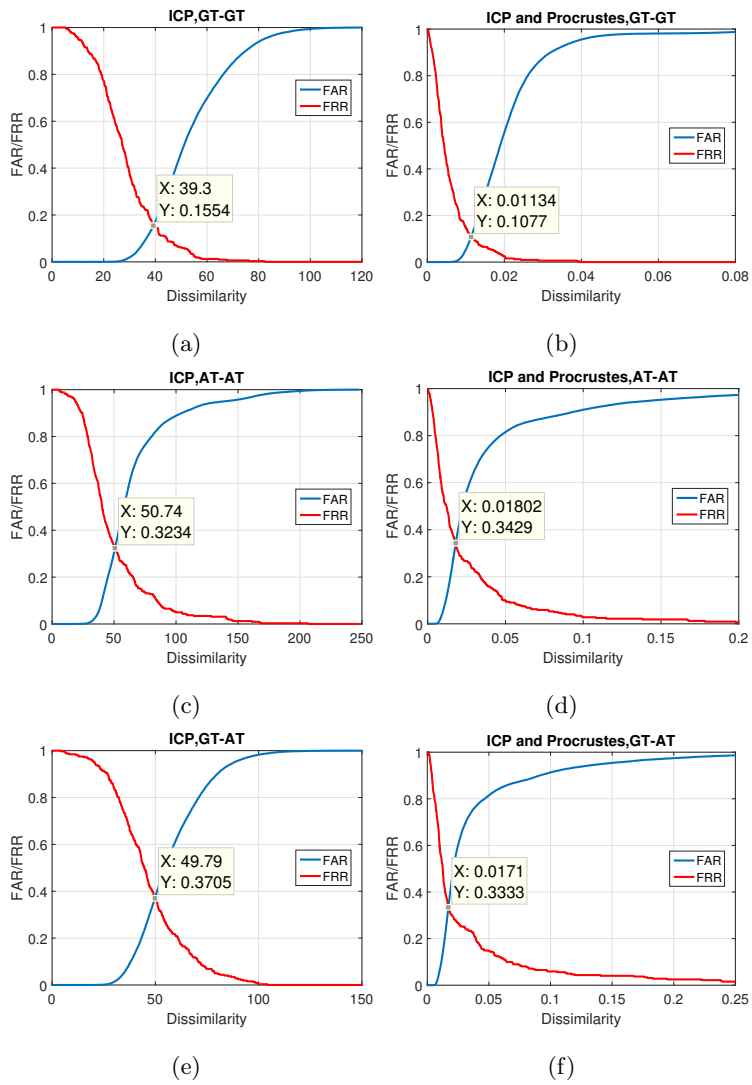 ICP,GT-GT
1
0.8
0.6
0.4
0.2
0
FAR/FRR
FAR
FRR
X: 39.3
Y: 0.1554
0 20 40 60 80 100 120
Dissimilarity
(a)
ICP and Procrustes,GT-GT
1
0.8
0.6
0.4
0.2
0
FAR/FRR
FAR
FRR
X: 0.01134
Y: 0.1077
0 0.02 0.04 0.06 0.08
Dissimilarity
(b)
ICP,AT-AT
1
0.8
0.6
0.4
0.2
0
FAR/FRR
FAR
FRR
X: 50.74
Y: 0.3234
0 50 100 150 200 250
Dissimilarity
(c)
ICP and Procrustes,AT-AT
1
0.8
0.6
0.4
0.2
0
FAR/FRR
FAR
FRR
X: 0.01802
Y: 0.3429
0 0.05 0.1 0.15 0.2
Dissimilarity
(d)
ICP,GT-AT
1
0.8
0.6
0.4
0.2
0
FAR/FRR
FAR
FRR
X: 49.79
Y: 0.3705
0 50 100 150
Dissimilarity
(e)
ICP and Procrustes,GT-AT
1
0.8
0.6
0.4
0.2
0
FAR/FRR
FAR
FRR
X: 0.0171
Y: 0.3333
0 0.05 0.1 0.15 0.2 0.25
Dissimilarity
(f)